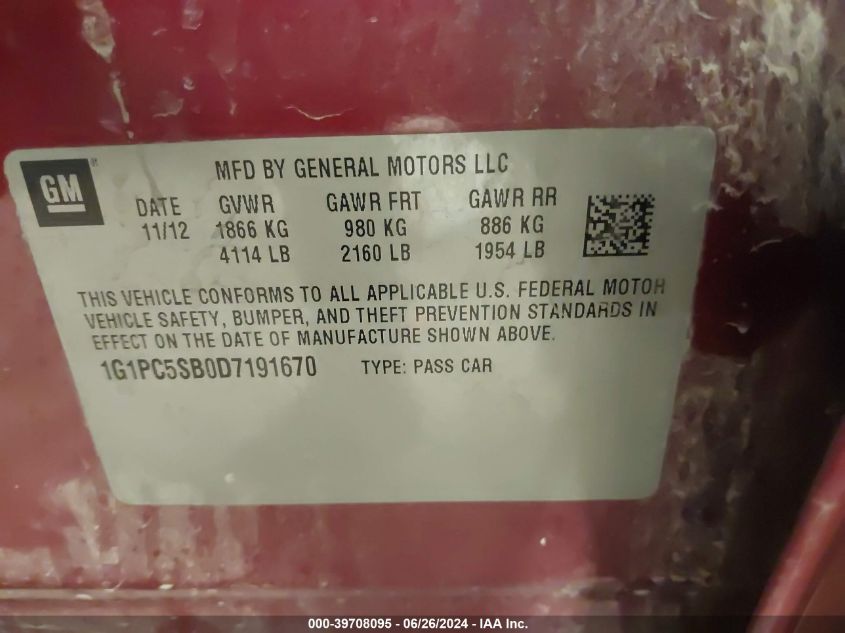 GM
MFD BY GENERAL MOTORS LLC
DATE GVWR GAWR FRT GAWR RR
11/12 1866 KG 980 KG 886 KG
4114 LB 2160 LB 1954 LB
THIS VEHICLE CONFORMS TO ALL APPLICABLE U.S. FEDERAL MOTOR
VEHICLE SAFETY, BUMPER, AND THEFT PREVENTION STANDARDS IN
EFFECT ON THE DATE OF MANUFACTURE SHOWN ABOVE.
1G1PC5SB0D7191670 TYPE: PASS CAR
000-39708095 - 06/26/2024 - IAA Inc.